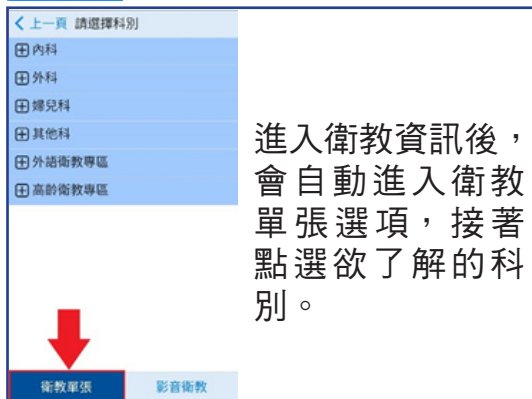 上一頁 請選擇科別
內科
外科
婦兒科
其他科
外語衛教專區
高齡衛教專區
衛教單張 影音衛教
進入衛教資訊後，
會自動進入衛教
單張選項，接著
點選欲了解的科
別。